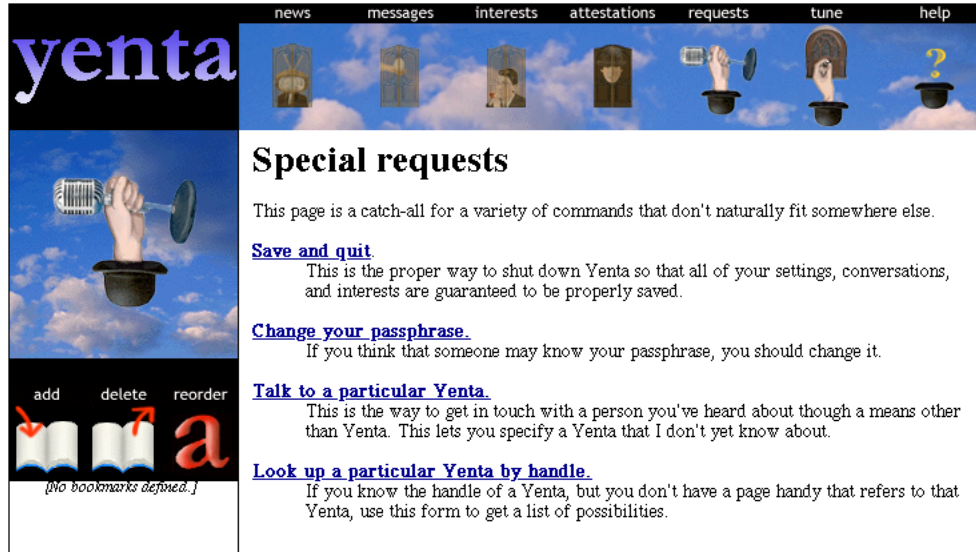 news messages interests attestations requests tune help
yenta
?
Special requests
This page is a catch-all for a variety of commands that don't naturally fit somewhere else.
Save and quit.
This is the proper way to shut down Yenta so that all of your settings, conversations,
and interests are guaranteed to be properly saved.
Change your passphrase.
If you think that someone may know your passphrase, you should change it.
Talk to a particular Yenta.
This is the way to get in touch with a person you've heard about though a means other
than Yenta. This lets you specify a Yenta that I don't yet know about.
Look up a particular Yenta by handle.
If you know the handle of a Yenta, but you don't have a page handy that refers to that
Yenta, use this form to get a list of possibilities.
add delete reorder
a
[No bookmarks defined.]